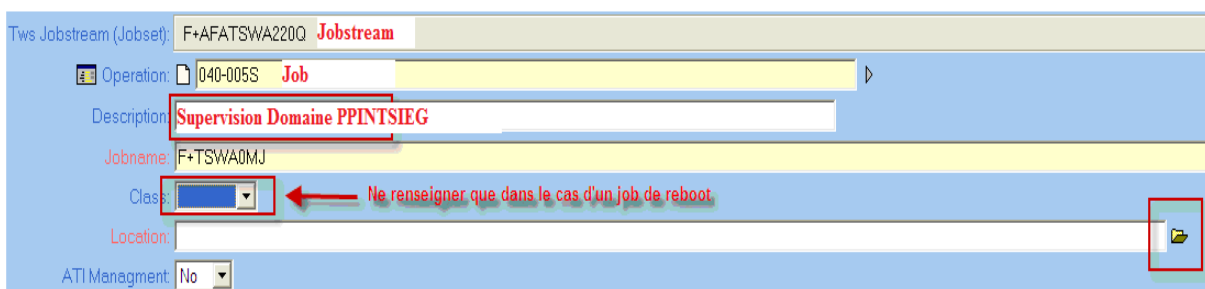 Tws Jobstream (Jobset): F+AFATSWA220Q Jobstream
Operation: 040-005S Job
Description: Supervision Domaine PPINTSIEG
Jobname: F+TSWA0MJ
Class: Ne renseigner que dans le cas d'un job de reboot
Location:
ATI Managment: No